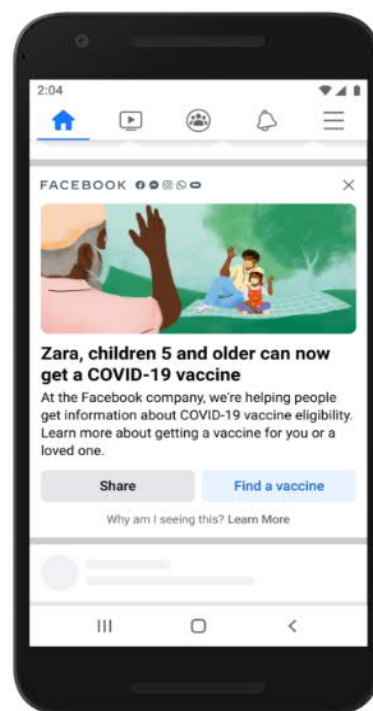 2:04
FACEBOOK
Zara, children 5 and older can now
get a COVID-19 vaccine
At the Facebook company, we're helping people
get information about COVID-19 vaccine eligibility.
Learn more about getting a vaccine for you or a
loved one.
Share
Find a vaccine
Why am I seeing this? Learn More